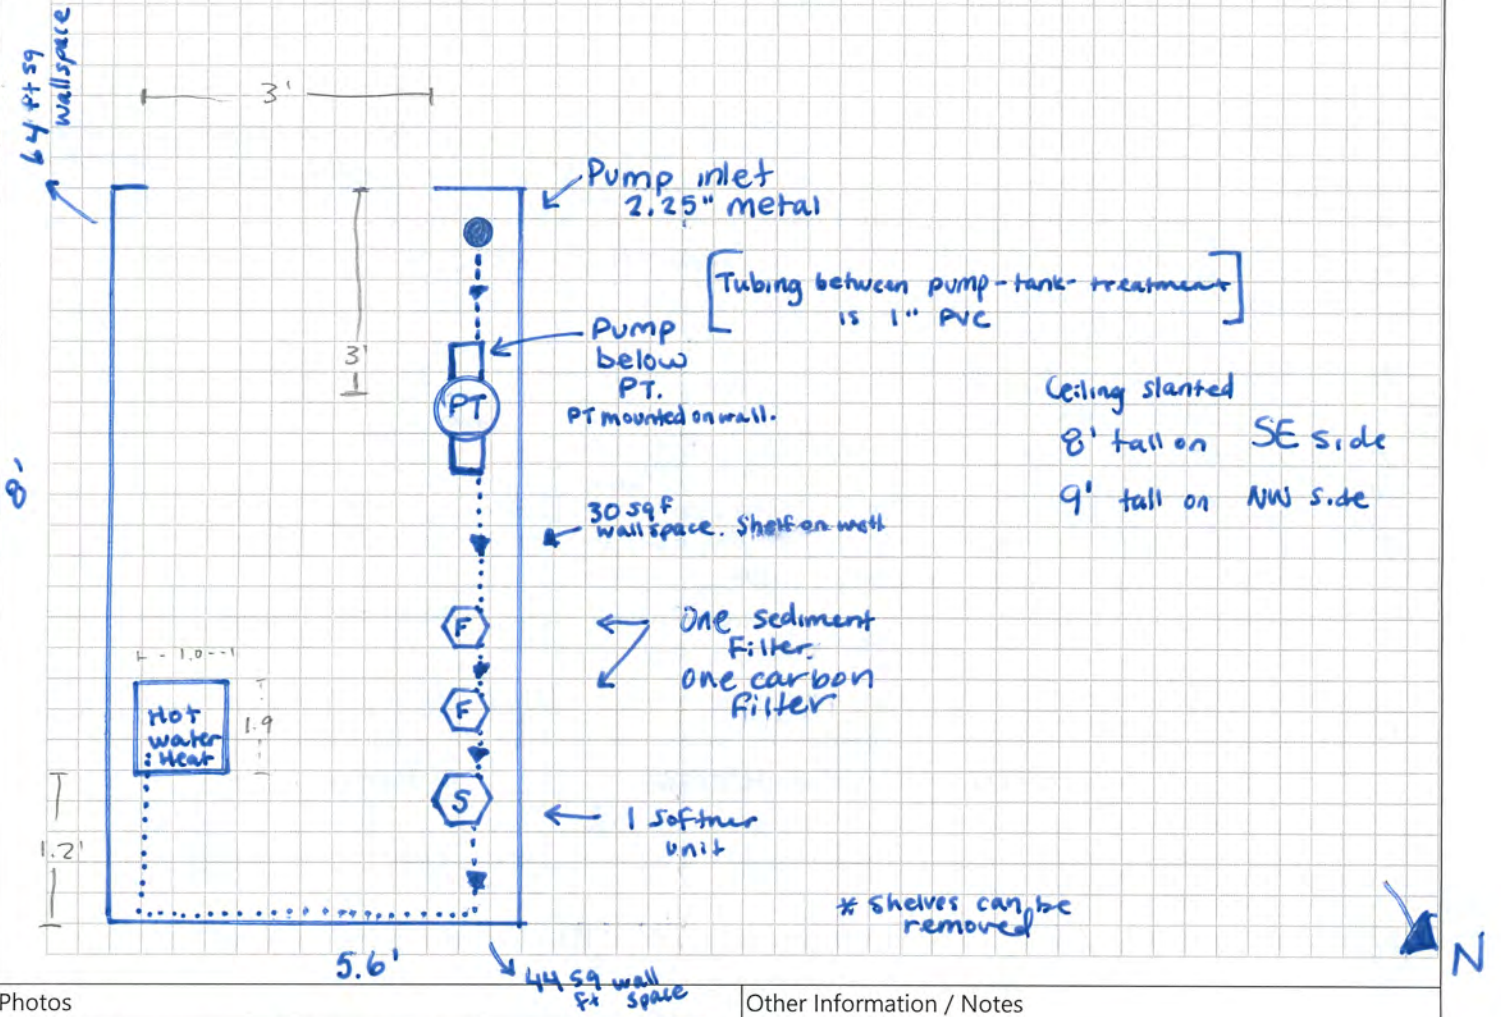 64 ft sq
wallspace
3'
Pump inlet
2.25" metal
[Tubing between pump-tank-treatment
is 1" PVC]
3'
Pump
below
PT.
PT mounted on wall.
PT
Ceiling slanted
8' tall on SE side
9' tall on NW side
8'
30 sqf
wallspace. Shelf on wall
F
One sediment
Filter.
1.0
F
one carbon
Filter
Hot
water
Heat
1.9
S
1 softner
unit
1.2'
* Shelves can be
removed
N
5.6'
44 sq wall
ft space
Photos
Other Information / Notes